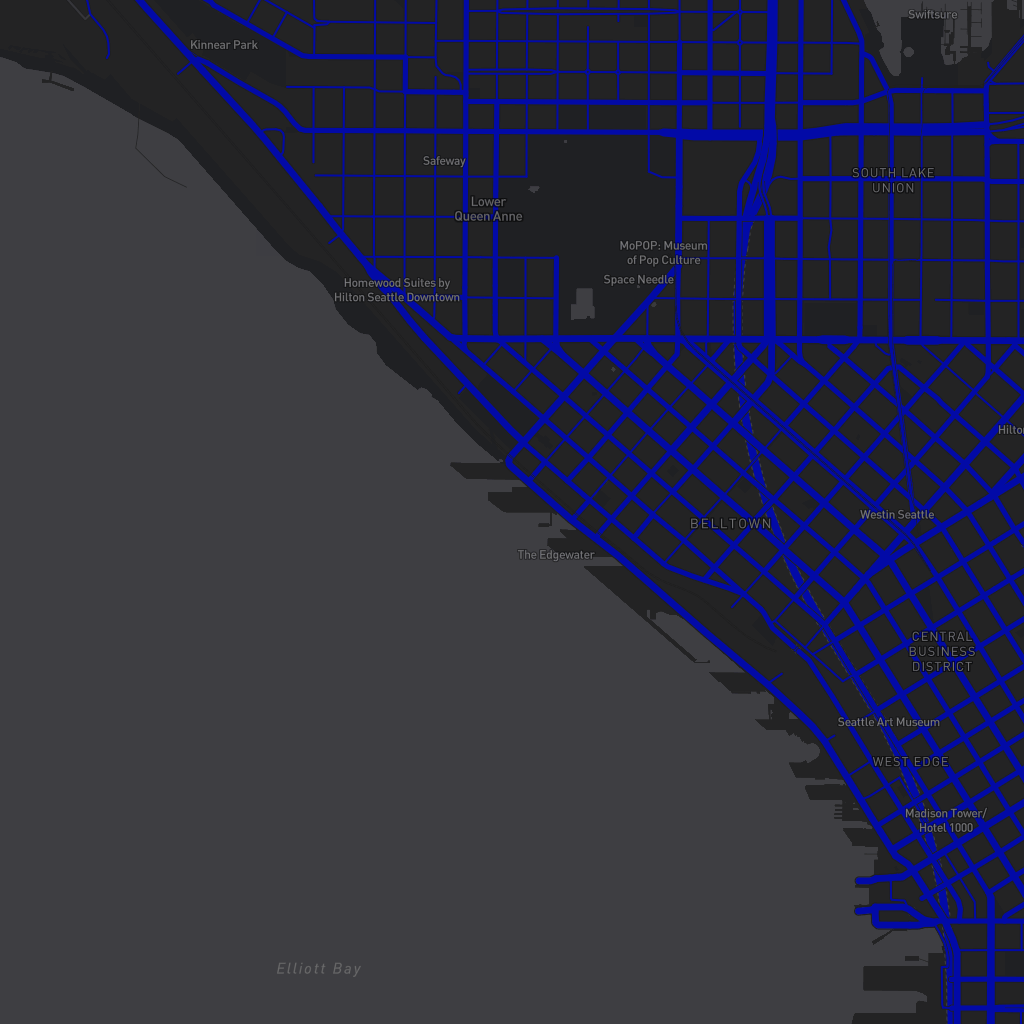 Swiftsure
Kinnear Park
Safeway
SOUTH LAKE
UNION
Lower
Queen Anne
MoPOP: Museum
of Pop Culture
Space Needle
Homewood Suites by
Hilton Seattle Downtown
Hilto
Westin Seattle
BELLTOWN
The Edgewater
CENTRAL
BUSINESS
DISTRICT
Seattle Art Museum
WEST EDGE
Madison Tower/
Hotel 1000
Elliott Bay